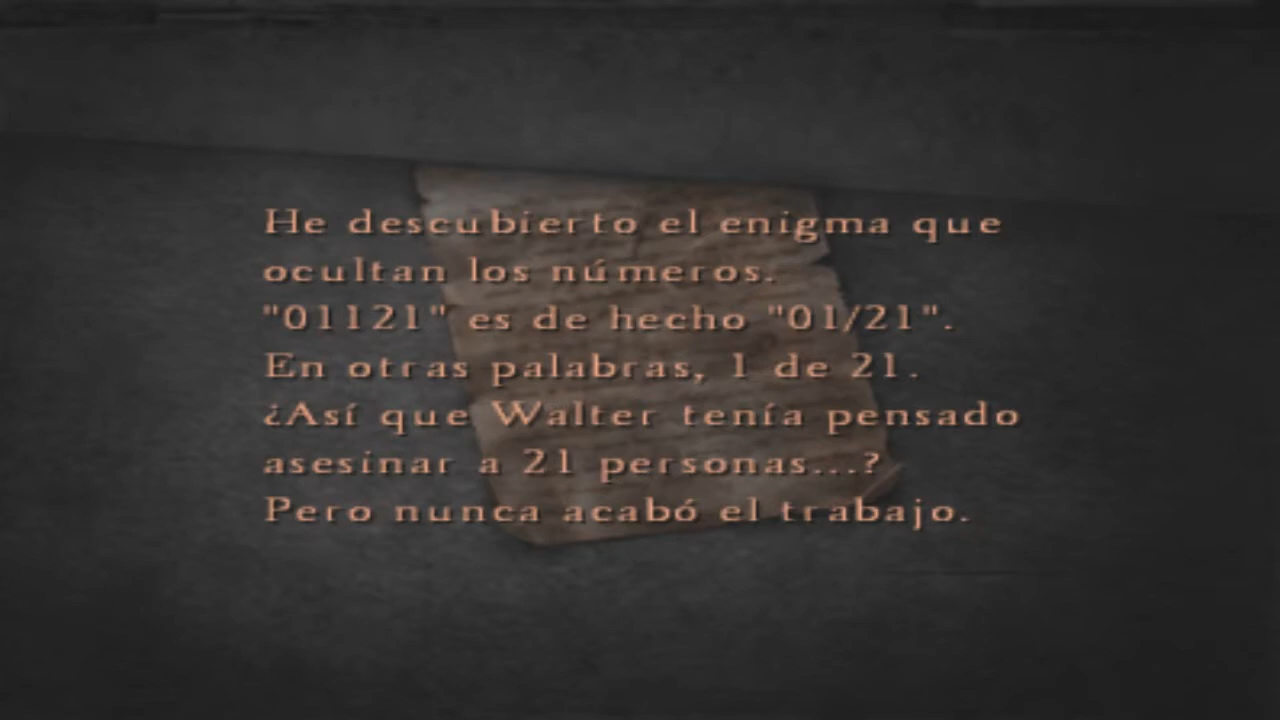 He descubierto el enigma que
ocultan los números.
"01121" es de hecho "01/21".
En otras palabras, 1 de 21.
¿Así que Walter tenía pensado
asesinar a 21 personas...?
Pero nunca acabó el trabajo.